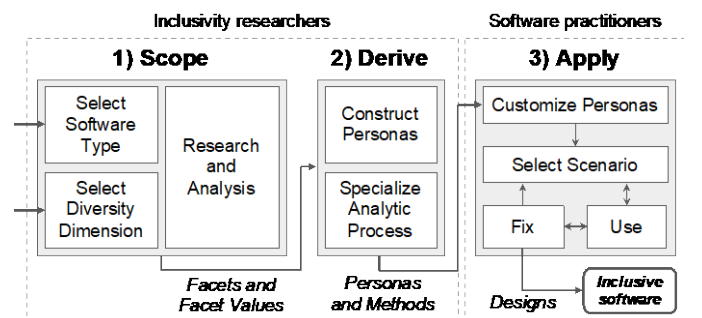 Inclusivity researchers
Software practitioners
1) Scope
2) Derive
3) Apply
Select
Software
Type
Select
Diversity
Dimension
Research
and
Analysis
Construct
Personas
Specialize
Analytic
Process
Customize Personas
Select Scenario
Fix
Use
Facets and
Facet Values
Personas
and Methods
Designs
Inclusive
software